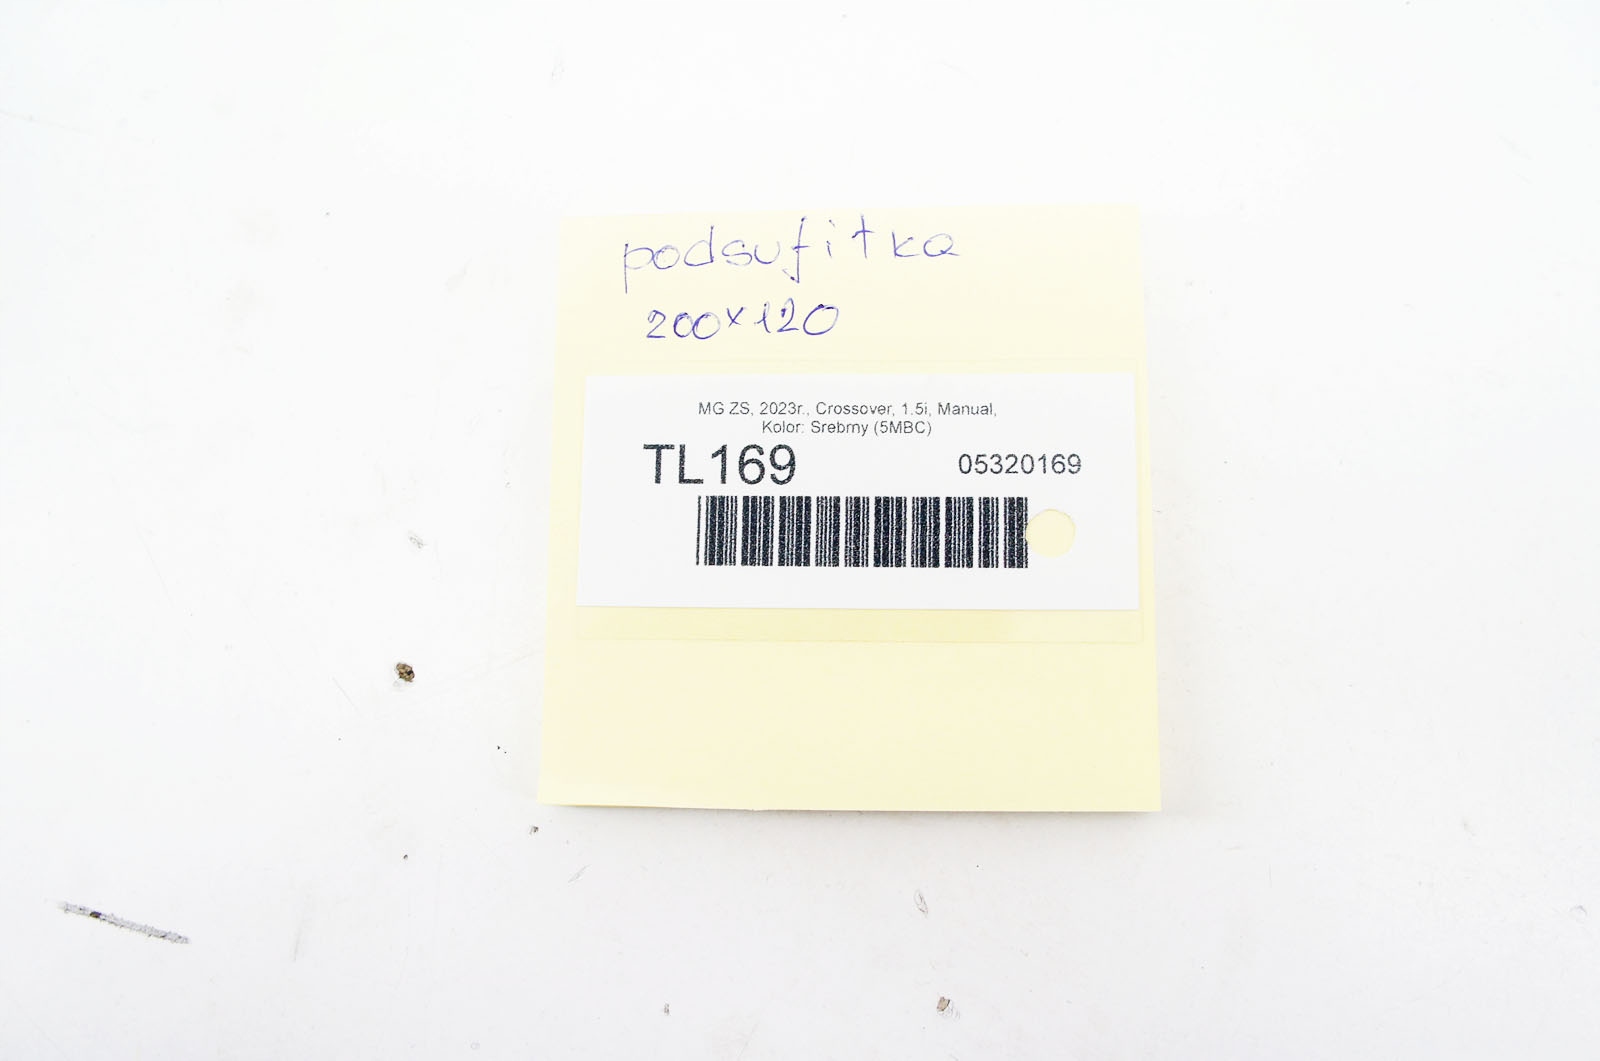 podsufitka
200x120
MG ZS, 2023r., Crossover, 1.5i, Manual,
Kolor: Srebrny (5MBC)
TL169 05320169